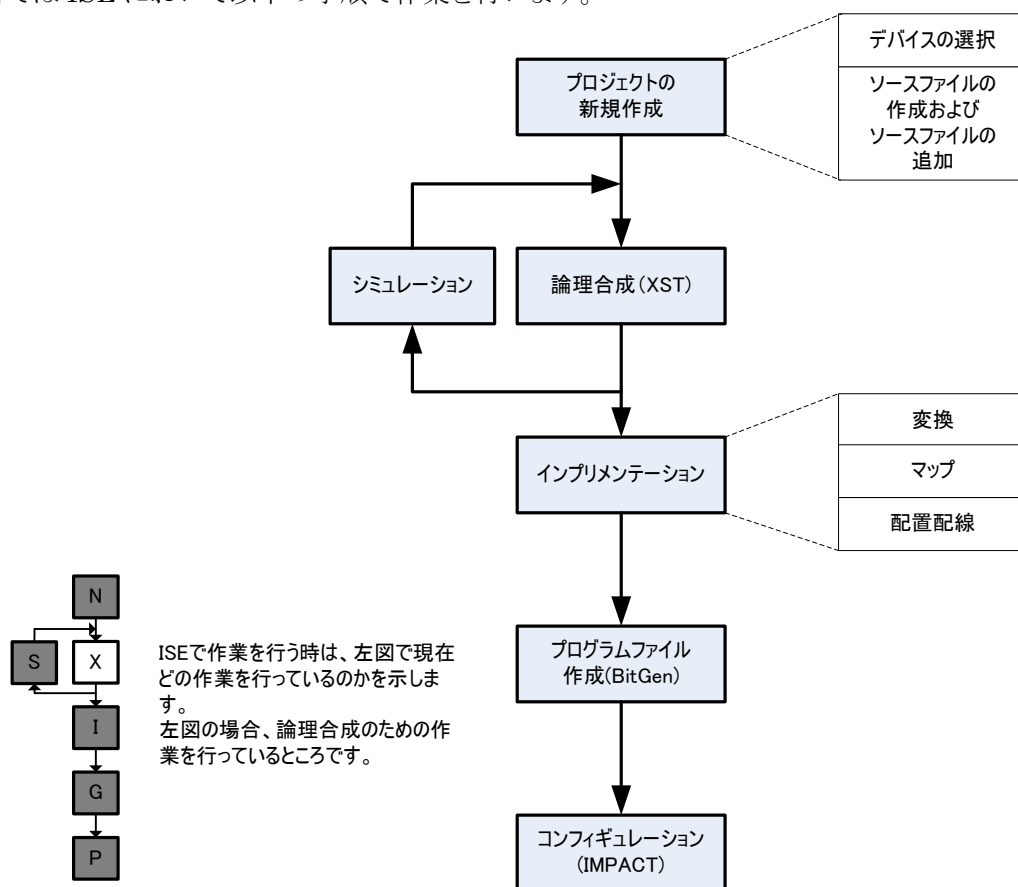 ではISEにおいて以下の手順で作業を行います。
デバイスの選択
プロジェクトの
新規作成
ソースファイルの
作成および
ソースファイルの
追加
シミュレーション
論理合成(XST)
インプリメンテーション
変換
マップ
配置配線
N
S
X
I
G
P
ISEで作業を行う時は、左図で現在
どの作業を行っているのかを示しま
す。
左図の場合、論理合成のための作
業を行っているところです。
プログラムファイル
作成(BitGen)
コンフィギュレーション
(IMPACT)